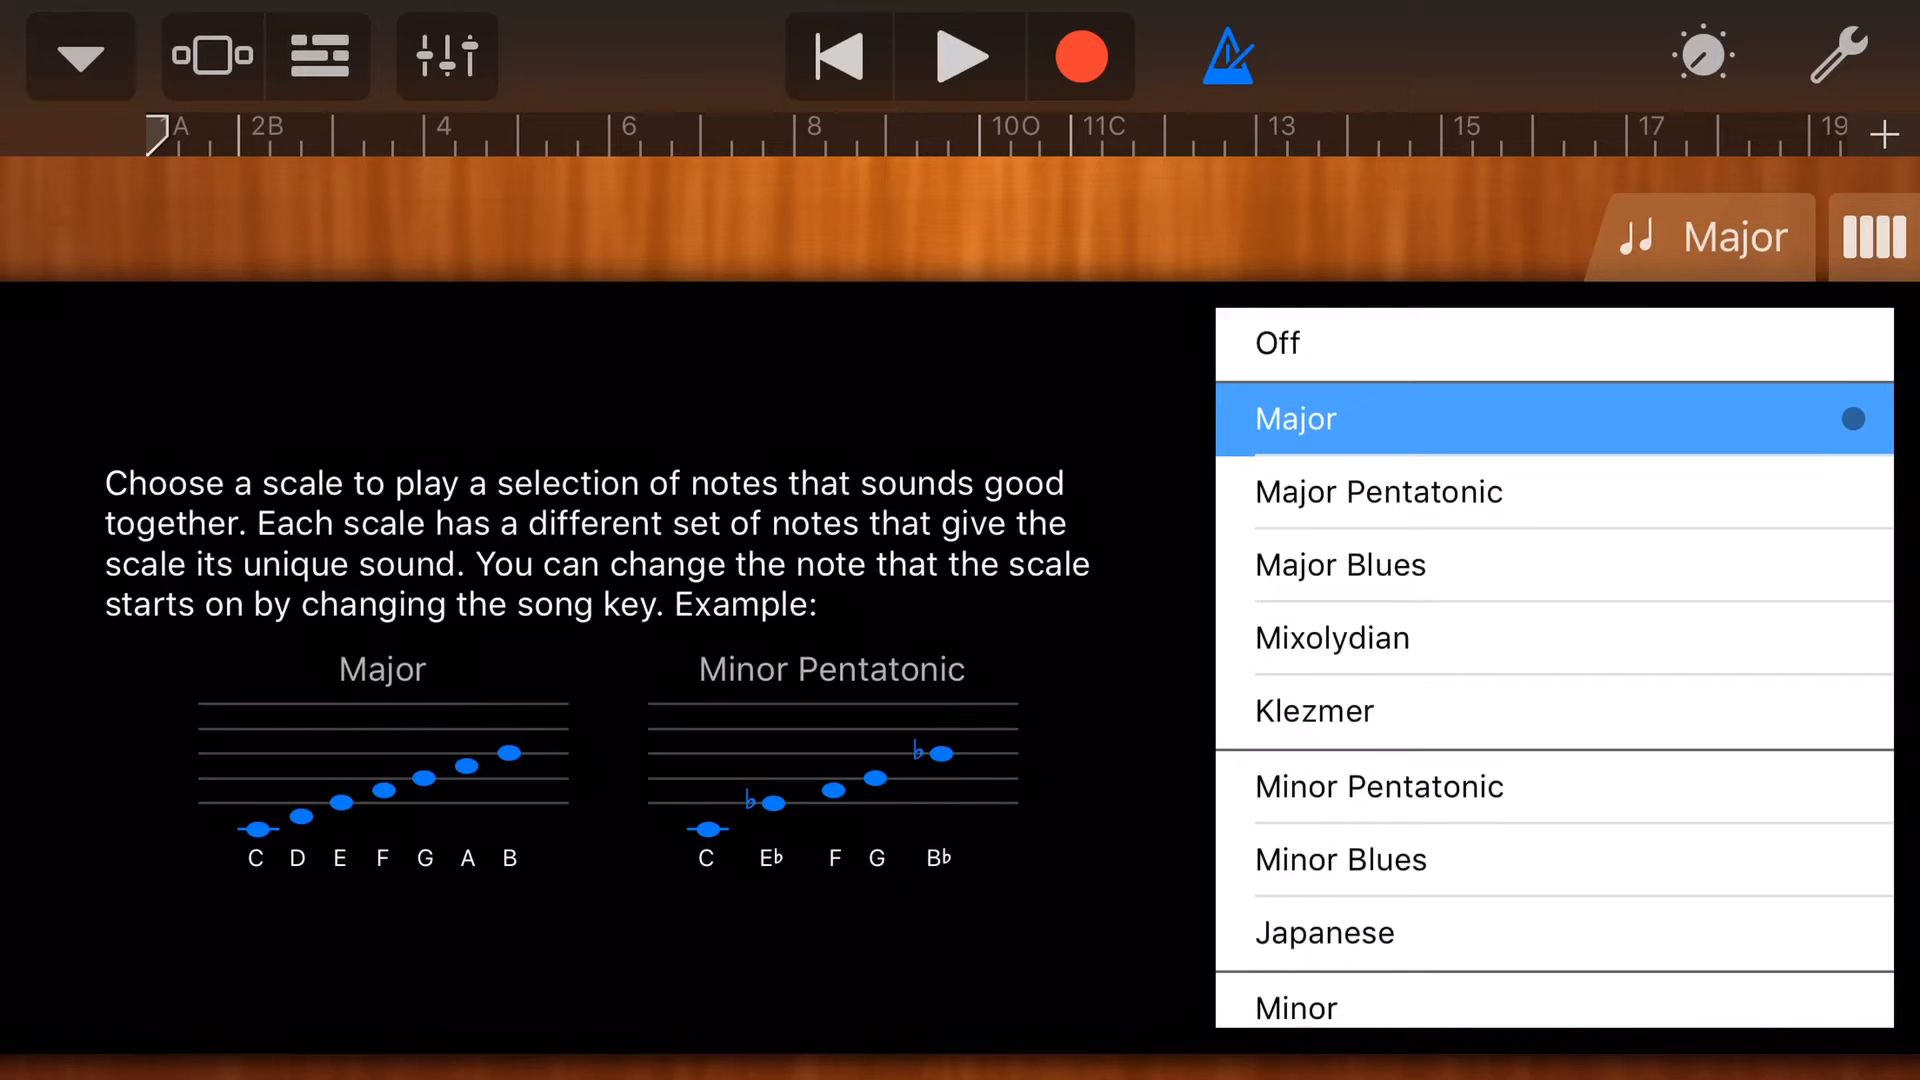 A 2B 4 6 8 10O 11C 13 15 17 19
Major
Choose a scale to play a selection of notes that sounds good
together. Each scale has a different set of notes that give the
scale its unique sound. You can change the note that the scale
starts on by changing the song key. Example:
Major
C D E F G A B
Minor Pentatonic
♭ ♭
C E♭ F G B♭
Off
Major
Major Pentatonic
Major Blues
Mixolydian
Klezmer
Minor Pentatonic
Minor Blues
Japanese
Minor